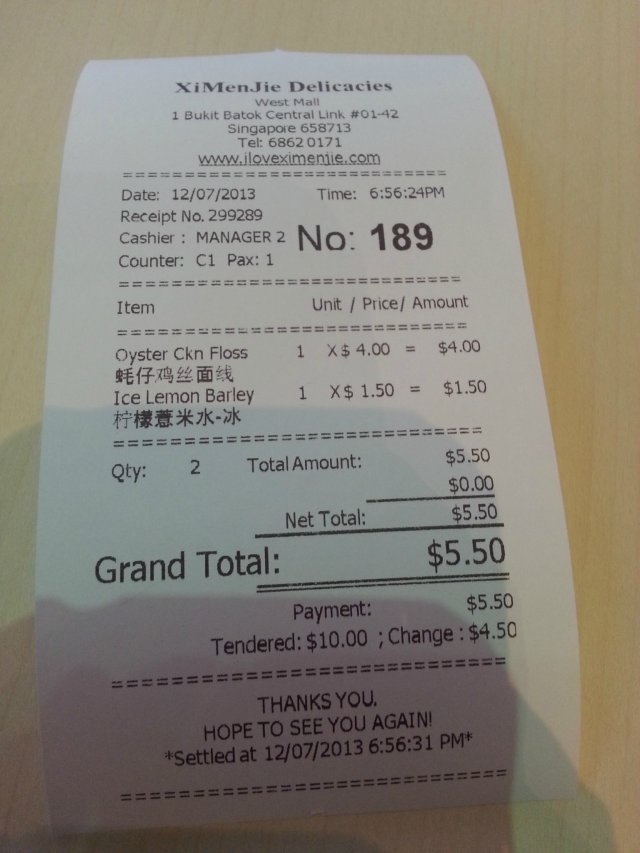 XiMenJie Delicacies
West Mall
1 Bukit Batok Central Link #01-42
Singapore 658713
Tel: 6862 0171
www.iloveximenjie.com
================================
Date: 12/07/2013 Time: 6:56:24PM
Receipt No. 299289
Cashier : MANAGER 2 No: 189
Counter: C1 Pax: 1
================================
Item Unit / Price/ Amount
================================
Oyster Ckn Floss 1 X $ 4.00 = $4.00
蚝仔鸡丝面线
Ice Lemon Barley 1 X $ 1.50 = $1.50
柠檬薏米水-冰
================================
Qty: 2 Total Amount: $5.50
$0.00
Net Total: $5.50
Grand Total: $5.50
Payment: $5.50
Tendered: $10.00 ; Change : $4.50
================================
THANKS YOU.
HOPE TO SEE YOU AGAIN!
*Settled at 12/07/2013 6:56:31 PM*
================================